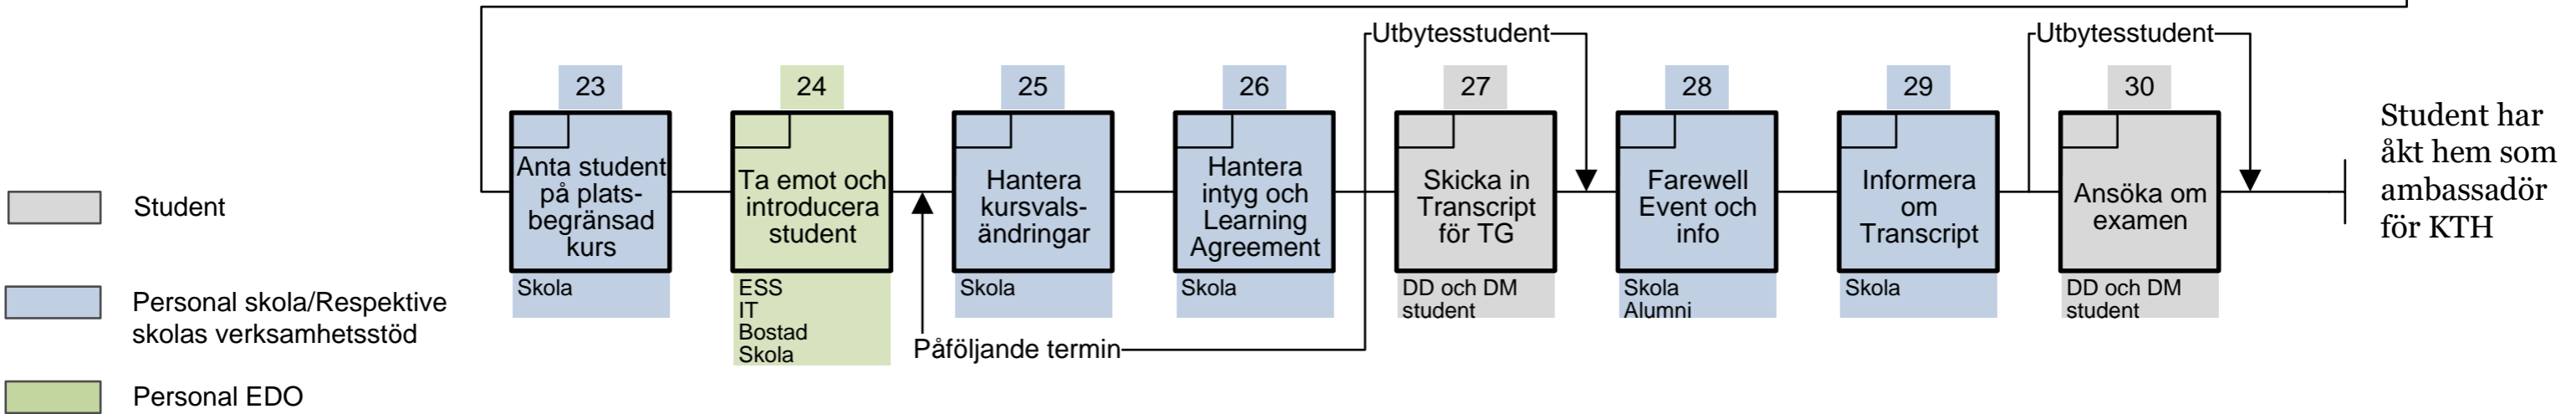 Utbytesstudent
Utbytesstudent
23
24
25
26
27
28
29
30
Anta student
på plats-
begränsad
kurs
Skola
Ta emot och
introducera
student
ESS
IT
Bostad
Skola
Hantera
kursvals-
ändringar
Skola
Hantera
intyg och
Learning
Agreement
Skola
Skicka in
Transcript
för TG
DD och DM
student
Farewell
Event och
info
Skola
Alumni
Informera
om
Transcript
Skola
Ansöka om
examen
DD och DM
student
Student har
åkt hem som
ambassadör
för KTH
Påföljande termin
Student
Personal skola/Respektive
skolas verksamhetsstöd
Personal EDO